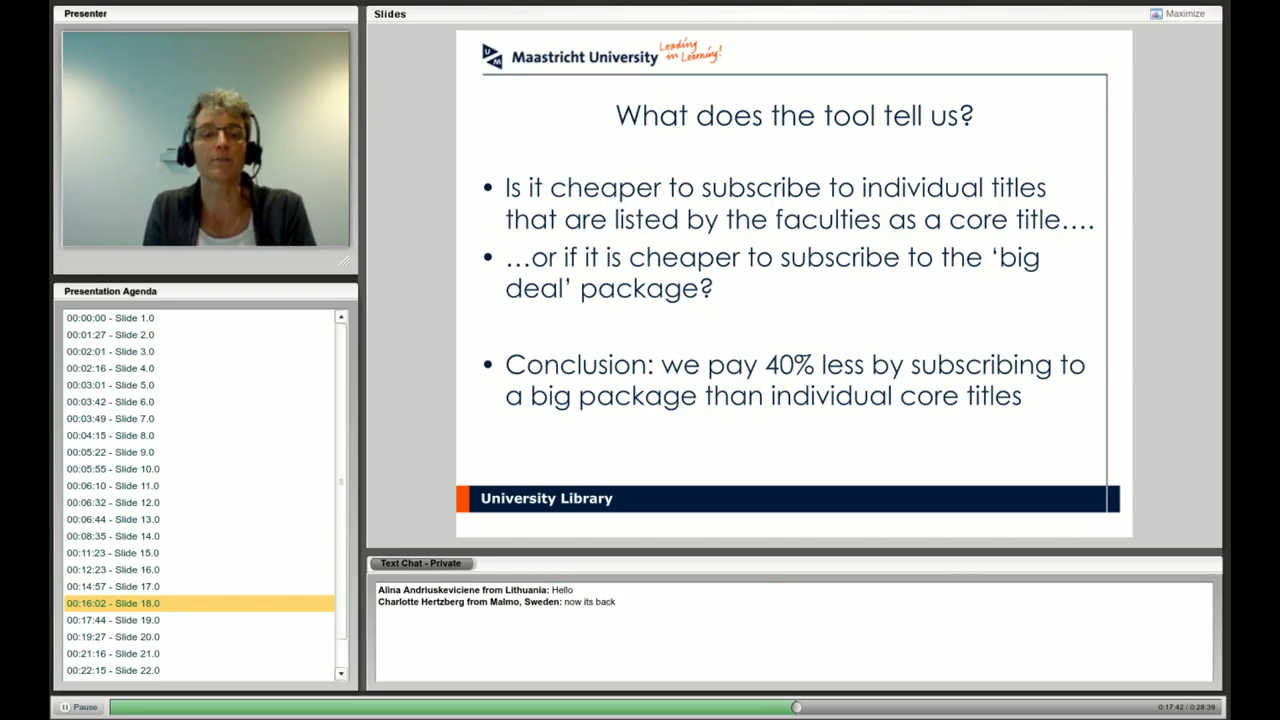 Presenter
Slides
Maximize
Maastricht University
Leading
in Learning!
What does the tool tell us?
• Is it cheaper to subscribe to individual titles
that are listed by the faculties as a core title….
• …or if it is cheaper to subscribe to the ‘big
deal’ package?
• Conclusion: we pay 40% less by subscribing to
a big package than individual core titles
University Library
Presentation Agenda
00:00:00 - Slide 1.0
00:01:27 - Slide 2.0
00:02:01 - Slide 3.0
00:02:16 - Slide 4.0
00:03:01 - Slide 5.0
00:03:42 - Slide 6.0
00:03:49 - Slide 7.0
00:04:15 - Slide 8.0
00:05:22 - Slide 9.0
00:05:55 - Slide 10.0
00:06:10 - Slide 11.0
00:06:32 - Slide 12.0
00:06:44 - Slide 13.0
00:08:35 - Slide 14.0
00:11:23 - Slide 15.0
00:12:23 - Slide 16.0
00:14:57 - Slide 17.0
00:16:02 - Slide 18.0
00:17:44 - Slide 19.0
00:19:27 - Slide 20.0
00:21:16 - Slide 21.0
00:22:15 - Slide 22.0
Text Chat - Private
Alina Andriuskeviciene from Lithuania: Hello
Charlotte Hertzberg from Malmo, Sweden: now its back
Pause
0:17:42 / 0:28:39